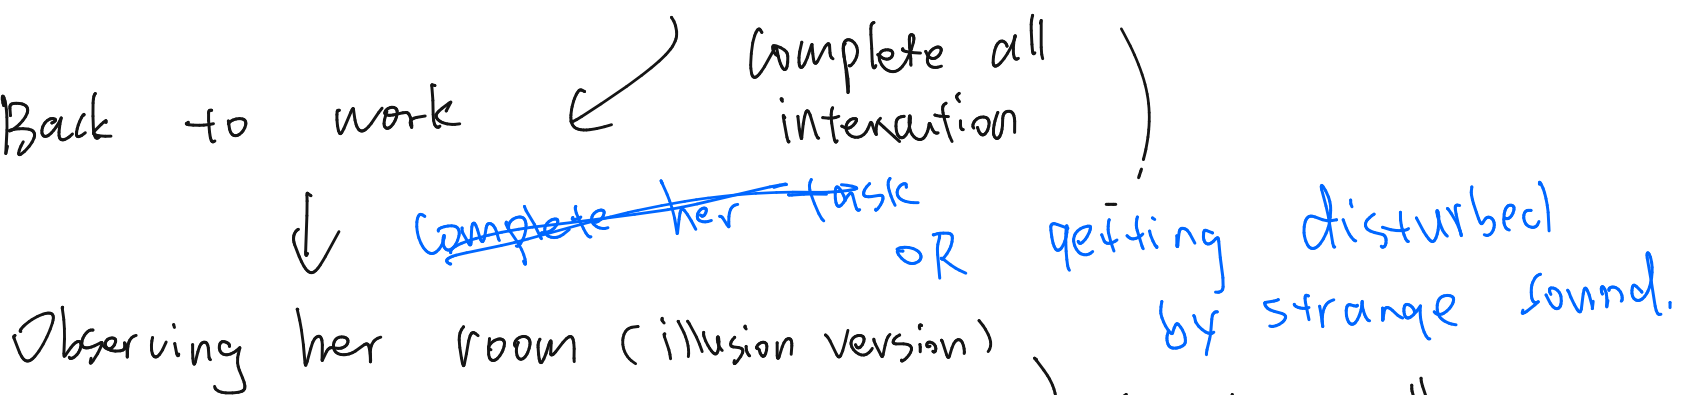 complete all
Back to work
interaction
complete her task
OR getting disturbed
by strange sound.
Observing her room (illusion version)